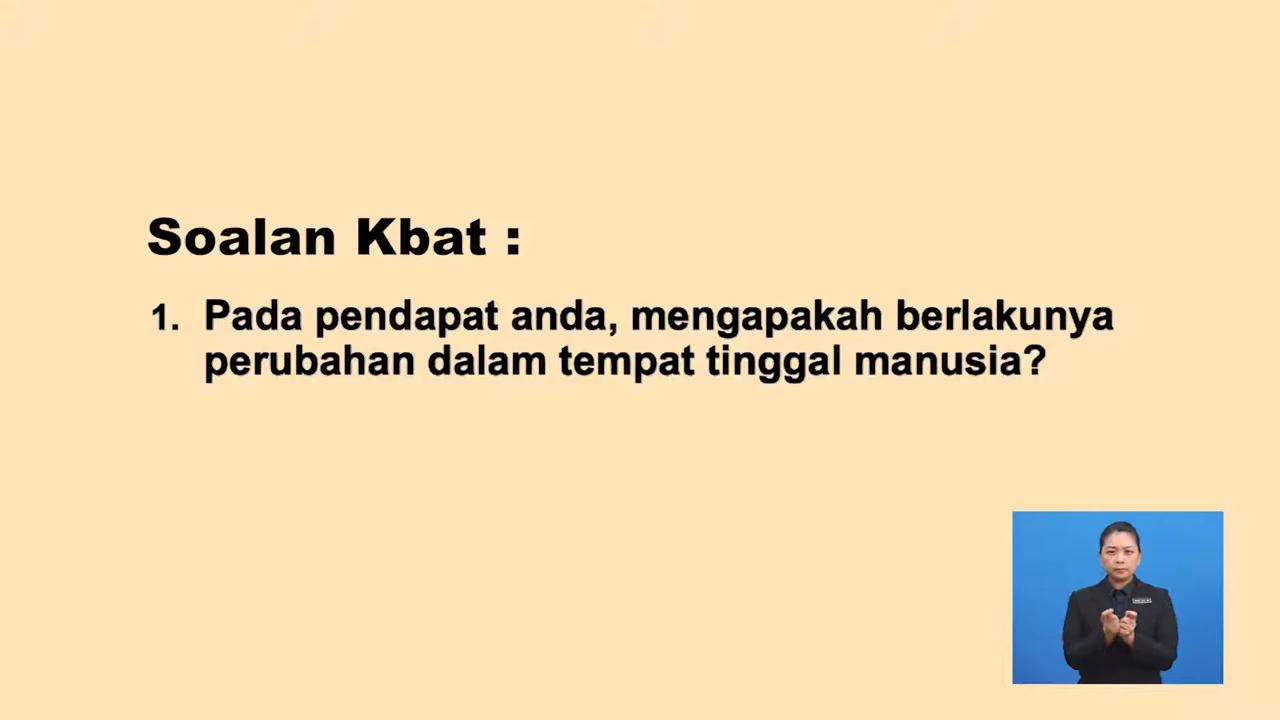 Soalan Kbat :
1. Pada pendapat anda, mengapakah berlakunya
perubahan dalam tempat tinggal manusia?